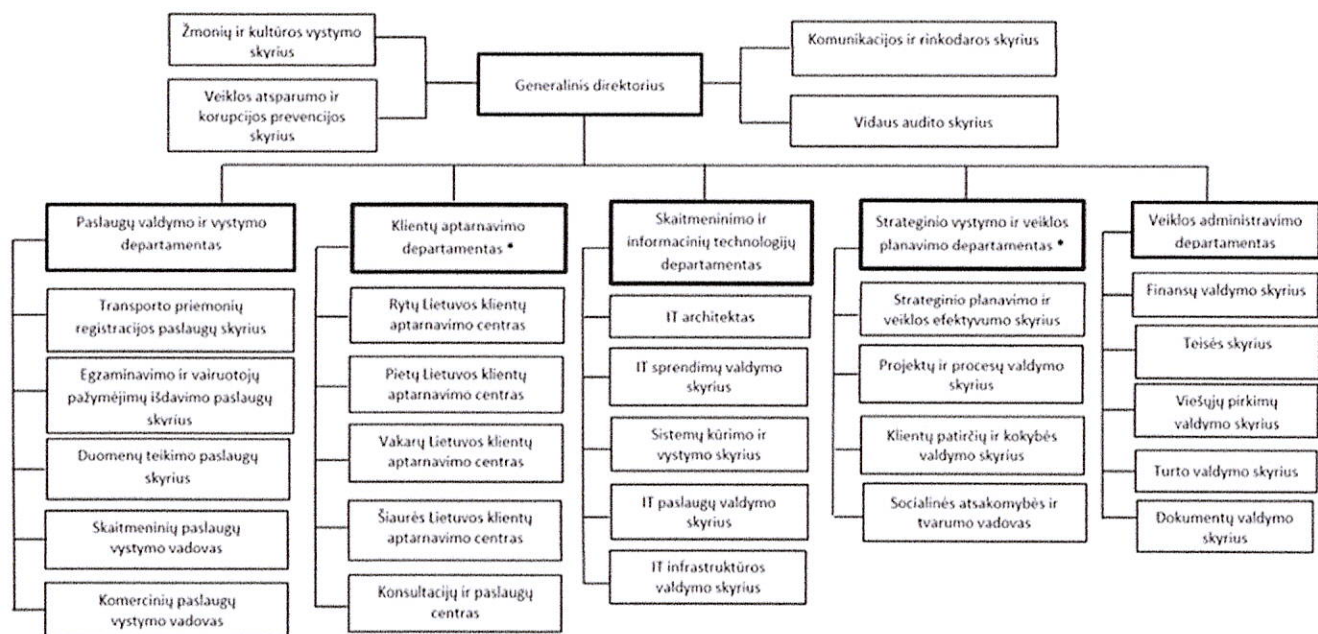 Žmonių ir kultūros vystymo
skyrius
Veiklos atsparumo ir
korupcijos prevencijos
skyrius
Generalinis direktorius
Komunikacijos ir rinkodaros skyrius
Vidaus audito skyrius
Paslaugų valdymo ir vystymo
departamentas
Transporto priemonių
registracijos paslaugų skyrius
Egzaminavimo ir vairuotojų
pažymėjimų išdavimo paslaugų
skyrius
Duomenų teikimo paslaugų
skyrius
Skaitmeninių paslaugų
vystymo vadovas
Komercinių paslaugų
vystymo vadovas
Klientų aptarnavimo
departamentas *
Rytų Lietuvos klientų
aptarnavimo centras
Pietų Lietuvos klientų
aptarnavimo centras
Vakarų Lietuvos klientų
aptarnavimo centras
Šiaurės Lietuvos klientų
aptarnavimo centras
Konsultacijų ir paslaugų
centras
Skaitmeninimo ir
informacinių technologijų
departamentas
IT architektas
IT sprendimų valdymo
skyrius
Sistemų kūrimo ir
vystymo skyrius
IT paslaugų valdymo
skyrius
IT infrastruktūros
valdymo skyrius
Strateginio vystymo ir veiklos
planavimo departamentas *
Strateginio planavimo ir
veiklos efektyvumo skyrius
Projektų ir procesų valdymo
skyrius
Klientų patirčių ir kokybės
valdymo skyrius
Socialinės atsakomybės ir
tvarumo vadovas
Veiklos administravimo
departamentas
Finansų valdymo skyrius
Teisės skyrius
Viešųjų pirkimų
valdymo skyrius
Turto valdymo skyrius
Dokumentų valdymo
skyrius